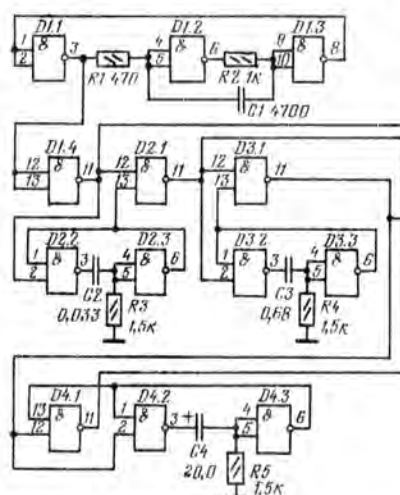 D1.1 D1.2 D1.3
1 & 3 4 & 6 9 & 8
2 R1 470 5 R2 1к 10
C1 4700
D1.4 D2.1 D3.1
12 & 11 12 & 11 12 & 11
13 13 13
D2.2 D2.3 D3.2 D3.3
1 & 3 4 & 6 1 & 3 4 & 6
2 C2 5 2 C3 5
0,033 R3 0,68 R4
1,5к 1,5к
D4.1 D4.2 D4.3
13 & 11 1 & 3 + 4 & 6
12 2 C4 5
20,0 R5
1,5к